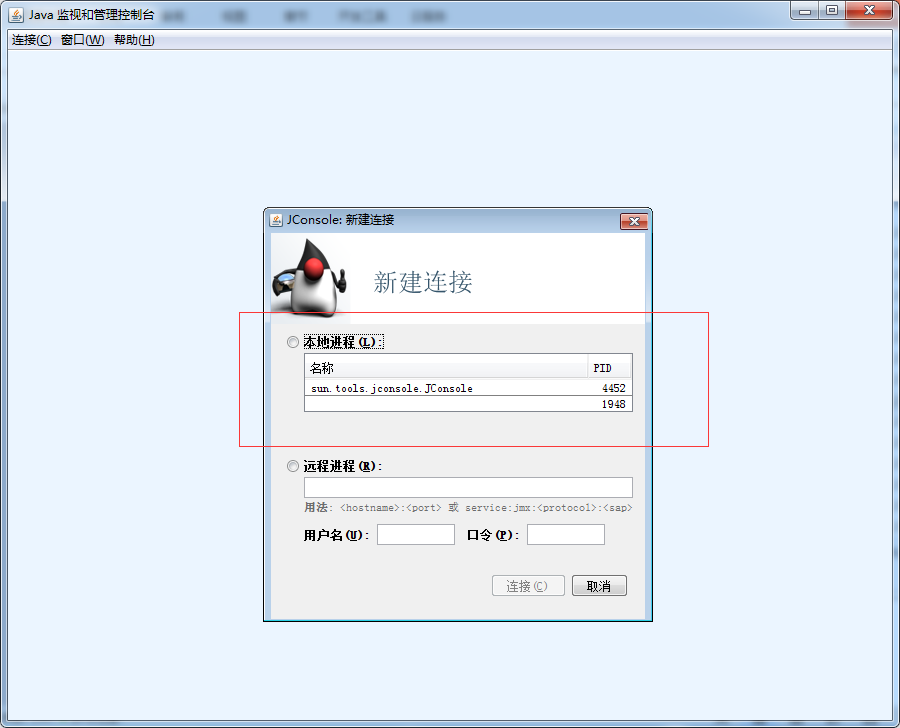 Java 监视和管理控制台
连接(C) 窗口(W) 帮助(H)
JConsole: 新建连接
新建连接
本地进程(L):
名称 PID
sun.tools.jconsole.JConsole 4452
1948
远程进程(R):
用法: <hostname>:<port> 或 service:jmx:<protocol>:<sap>
用户名(U): 口令(P):
连接(C) 取消